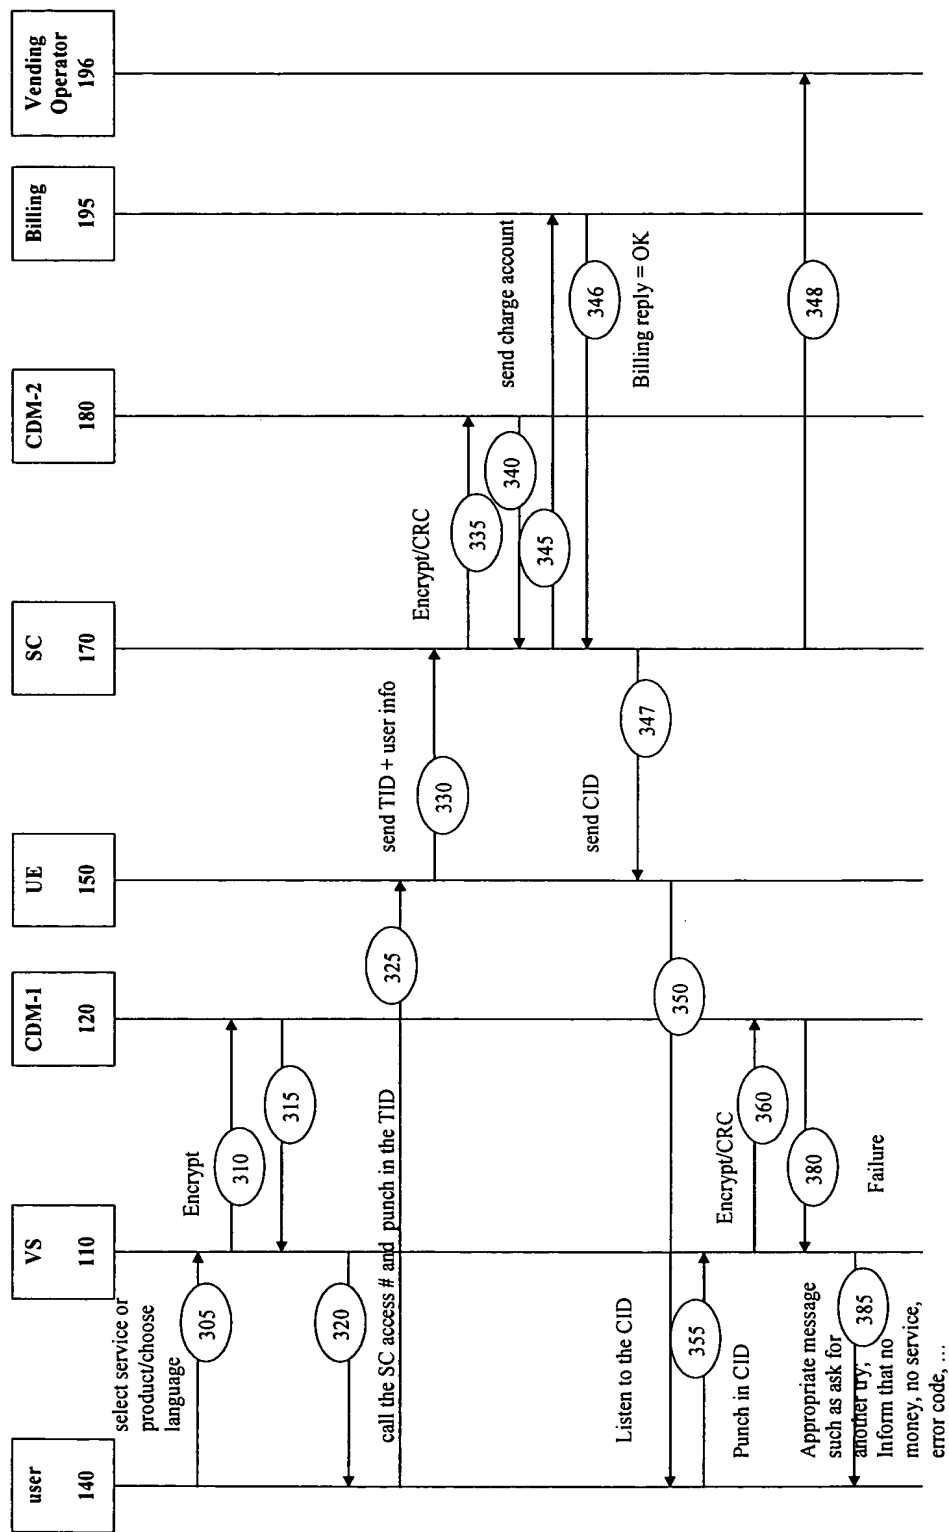 user
140
VS
110
CDM-1
120
UE
150
SC
170
CDM-2
180
Billing
195
Vending
Operator
196
select service or
product/choose
language
305
Encrypt
310
315
320
call the SC access # and punch in the TID
325
send TID + user info
330
Encrypt/CRC
335
340
send charge account
345
346
Billing reply = OK
send CID
347
Listen to the CID
350
355
Punch in CID
Encrypt/CRC
360
348
380
Failure
Appropriate message
such as ask for
another try;
Inform that no
money, no service,
error code, ...
385